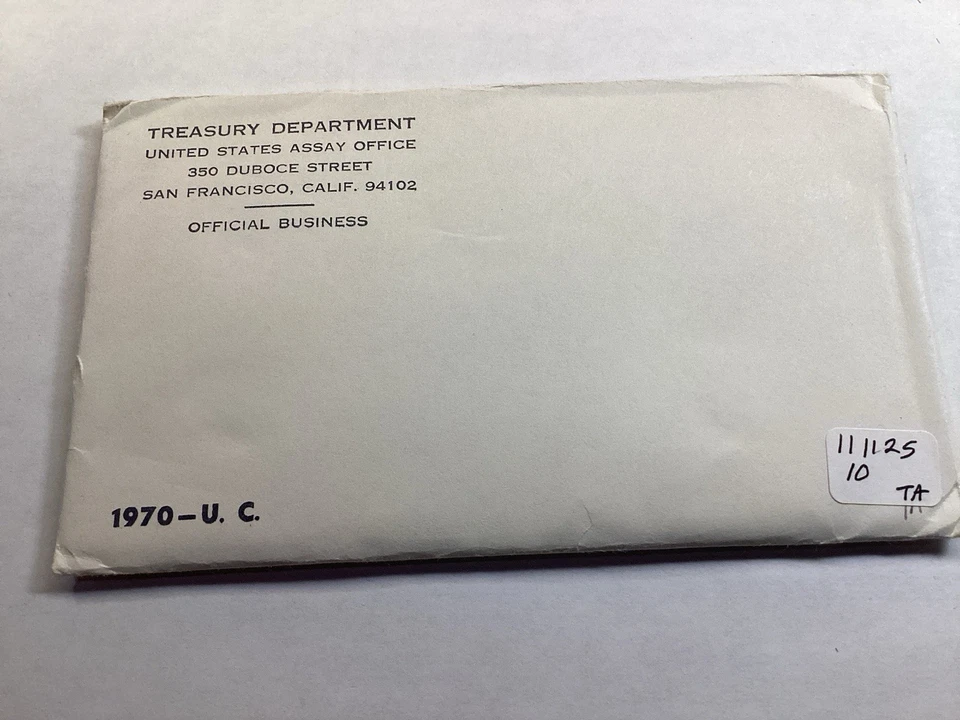 TREASURY DEPARTMENT
UNITED STATES ASSAY OFFICE
350 DUBOCE STREET
SAN FRANCISCO, CALIF. 94102
OFFICIAL BUSINESS
1970-U. C.
111125
10
TA